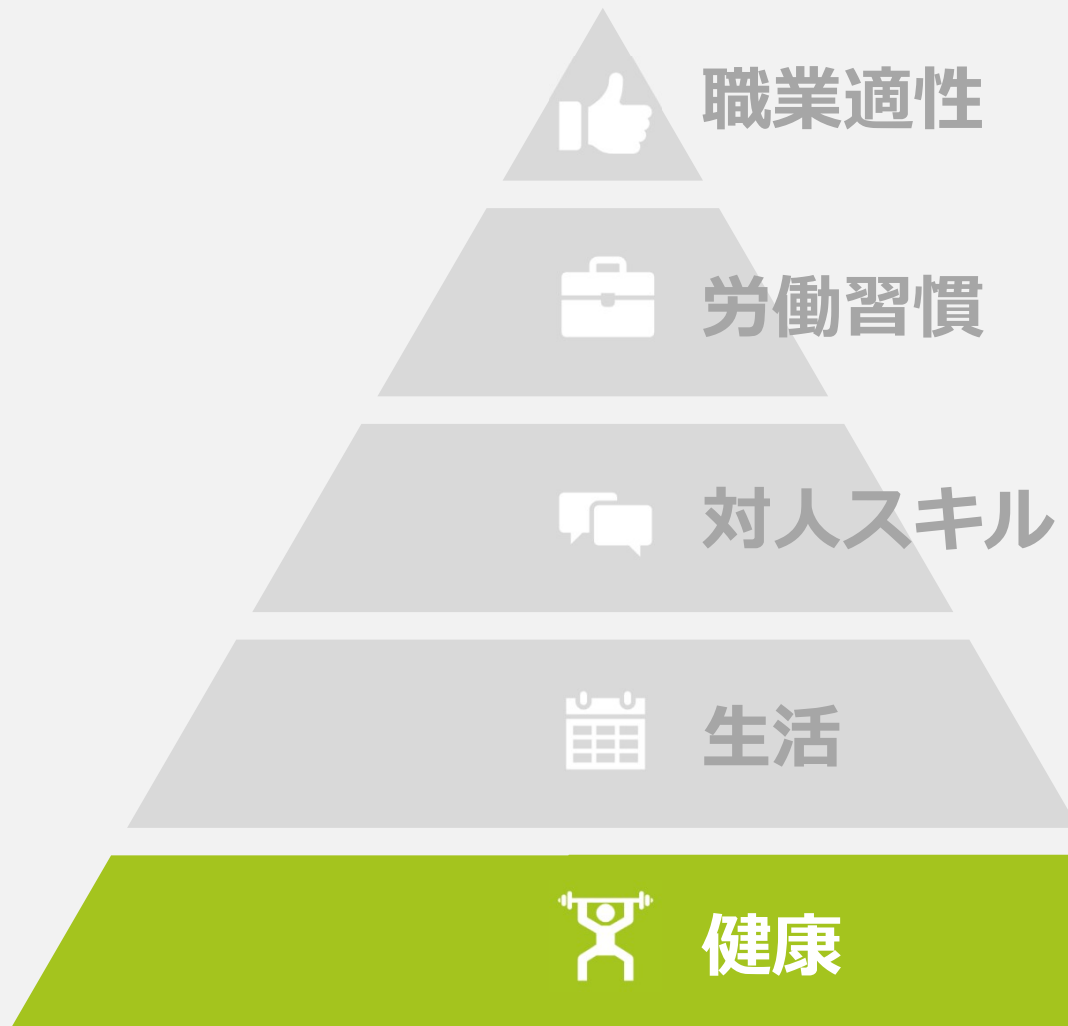 職業適性
労働習慣
対人スキル
生活
健康